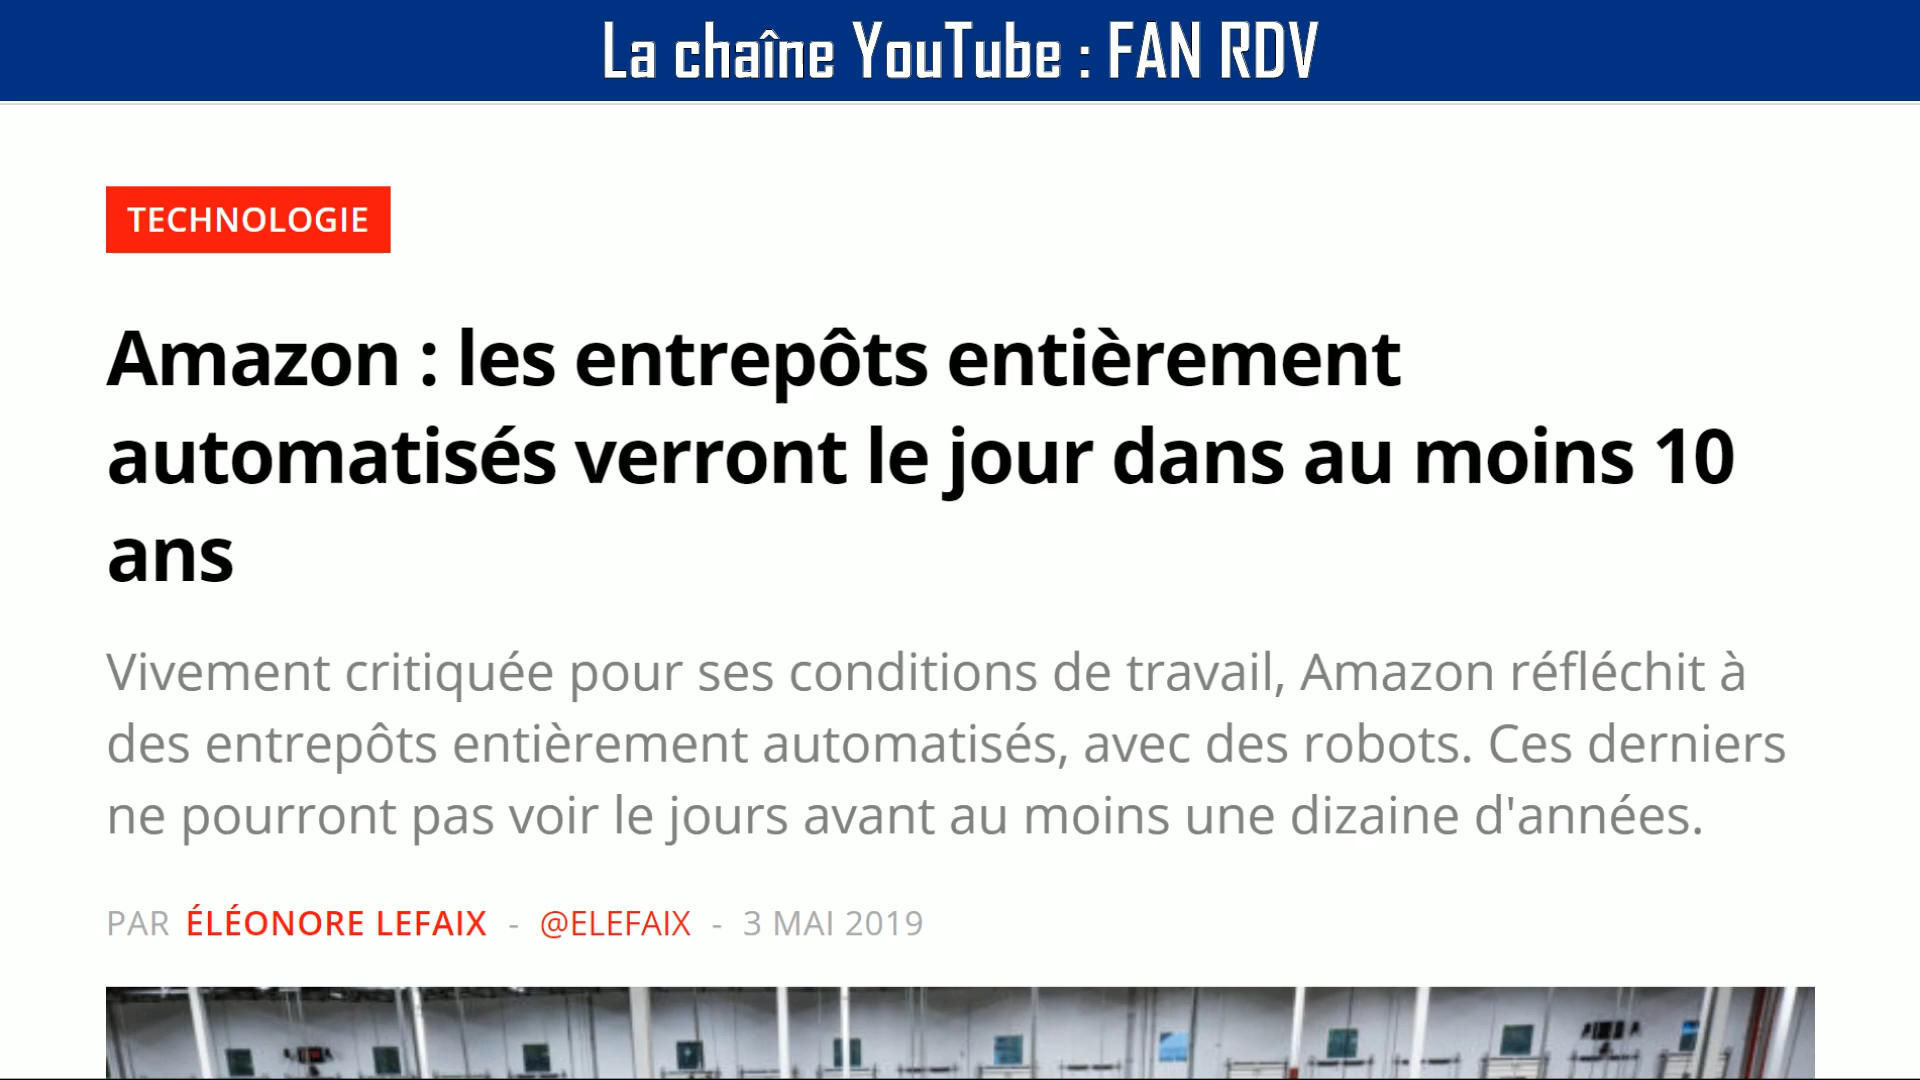 La chaîne YouTube : FAN RDV
TECHNOLOGIE
Amazon : les entrepôts entièrement
automatisés verront le jour dans au moins 10
ans
Vivement critiquée pour ses conditions de travail, Amazon réfléchit à
des entrepôts entièrement automatisés, avec des robots. Ces derniers
ne pourront pas voir le jours avant au moins une dizaine d'années.
PAR ÉLÉONORE LEFAIX - @ELEFAIX - 3 MAI 2019